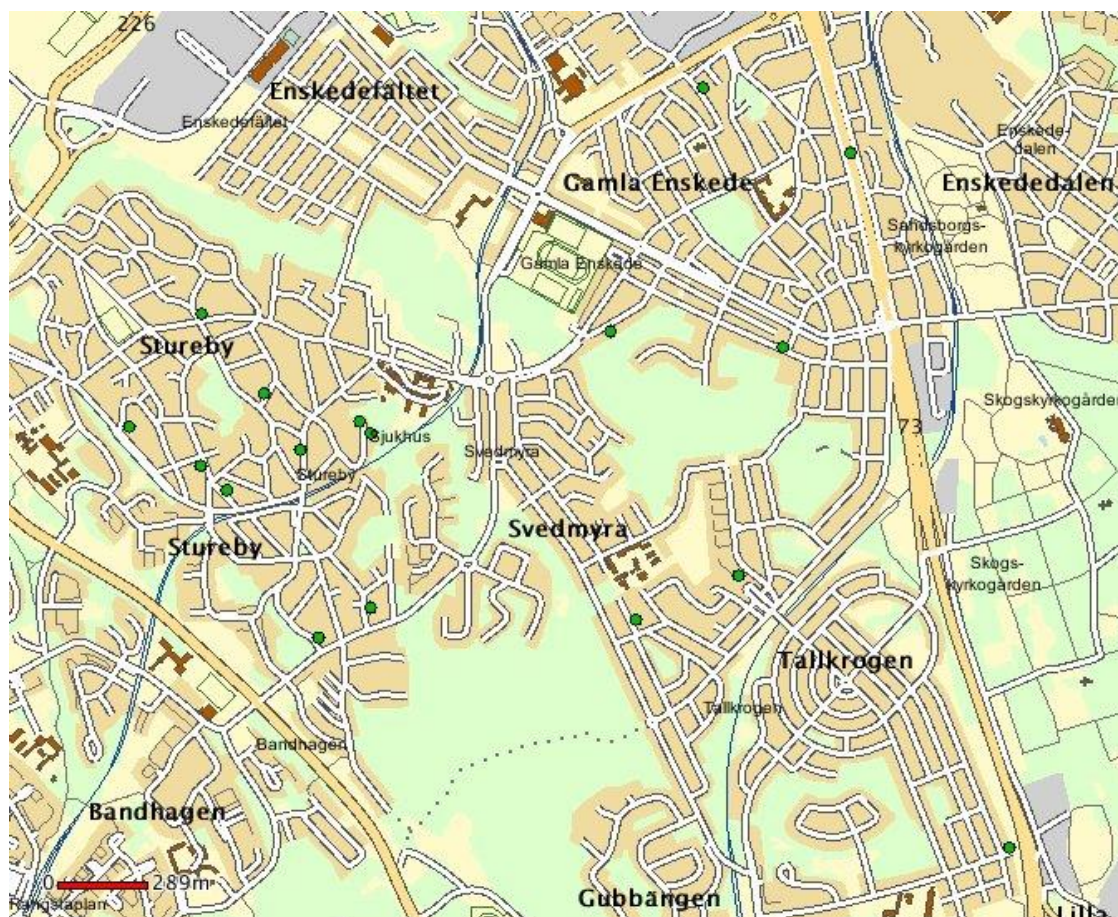 226
Enskedefältet
Enskedefältet
Enskede-
dalen
Gamla Enskede
Enskededalen
Sandsborgs-
kyrkogården
Gamla Enskede
Stureby
Skogskyrkogården
73
Sjukhus
Svedmyra
Stureby
Svedmyra
Stureby
Skogs-
kyrkogården
Tallkrogen
Tallkrogen
Bandhagen
Bandhagen
0 289m
Gubbängen
Rangstaplan
Lilla